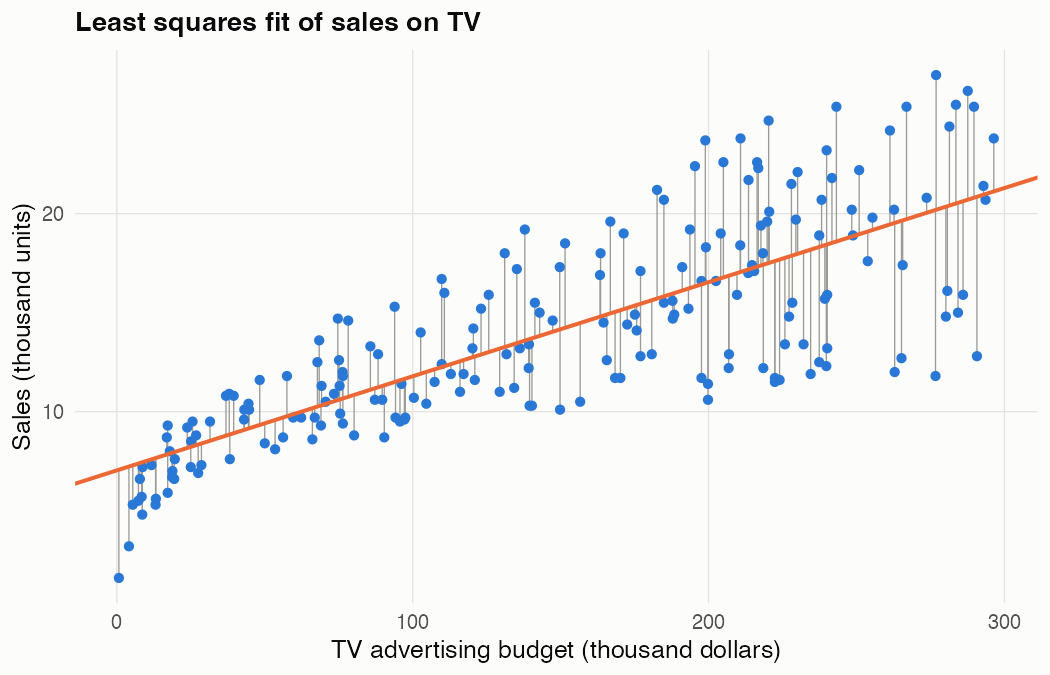 Least squares fit of sales on TV
Sales (thousand units)
20
10
0 100 200 300
TV advertising budget (thousand dollars)